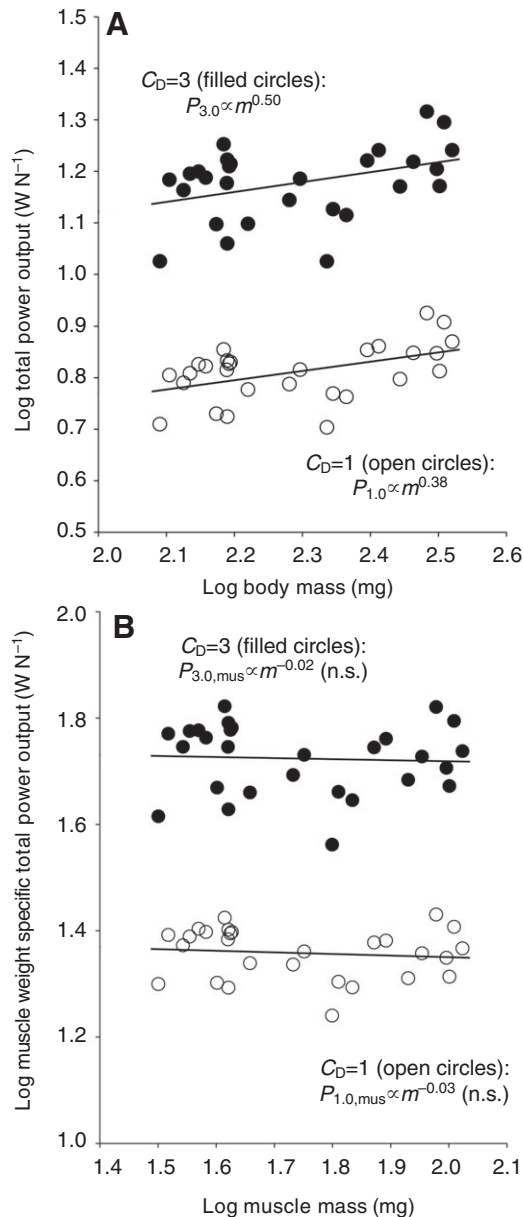 A
1.5
1.4
1.3
1.2
1.1
1.0
0.9
0.8
0.7
0.6
0.5
Log total power output (W N−1)
CD=3 (filled circles):
P3.0∝m0.50
CD=1 (open circles):
P1.0∝m0.38
2.0 2.1 2.2 2.3 2.4 2.5 2.6
Log body mass (mg)
B
2.0
1.8
1.6
1.4
1.2
1.0
Log muscle weight specific total power output (W N−1)
CD=3 (filled circles):
P3.0,mus∝m−0.02 (n.s.)
CD=1 (open circles):
P1.0,mus∝m−0.03 (n.s.)
1.4 1.5 1.6 1.7 1.8 1.9 2.0 2.1
Log muscle mass (mg)